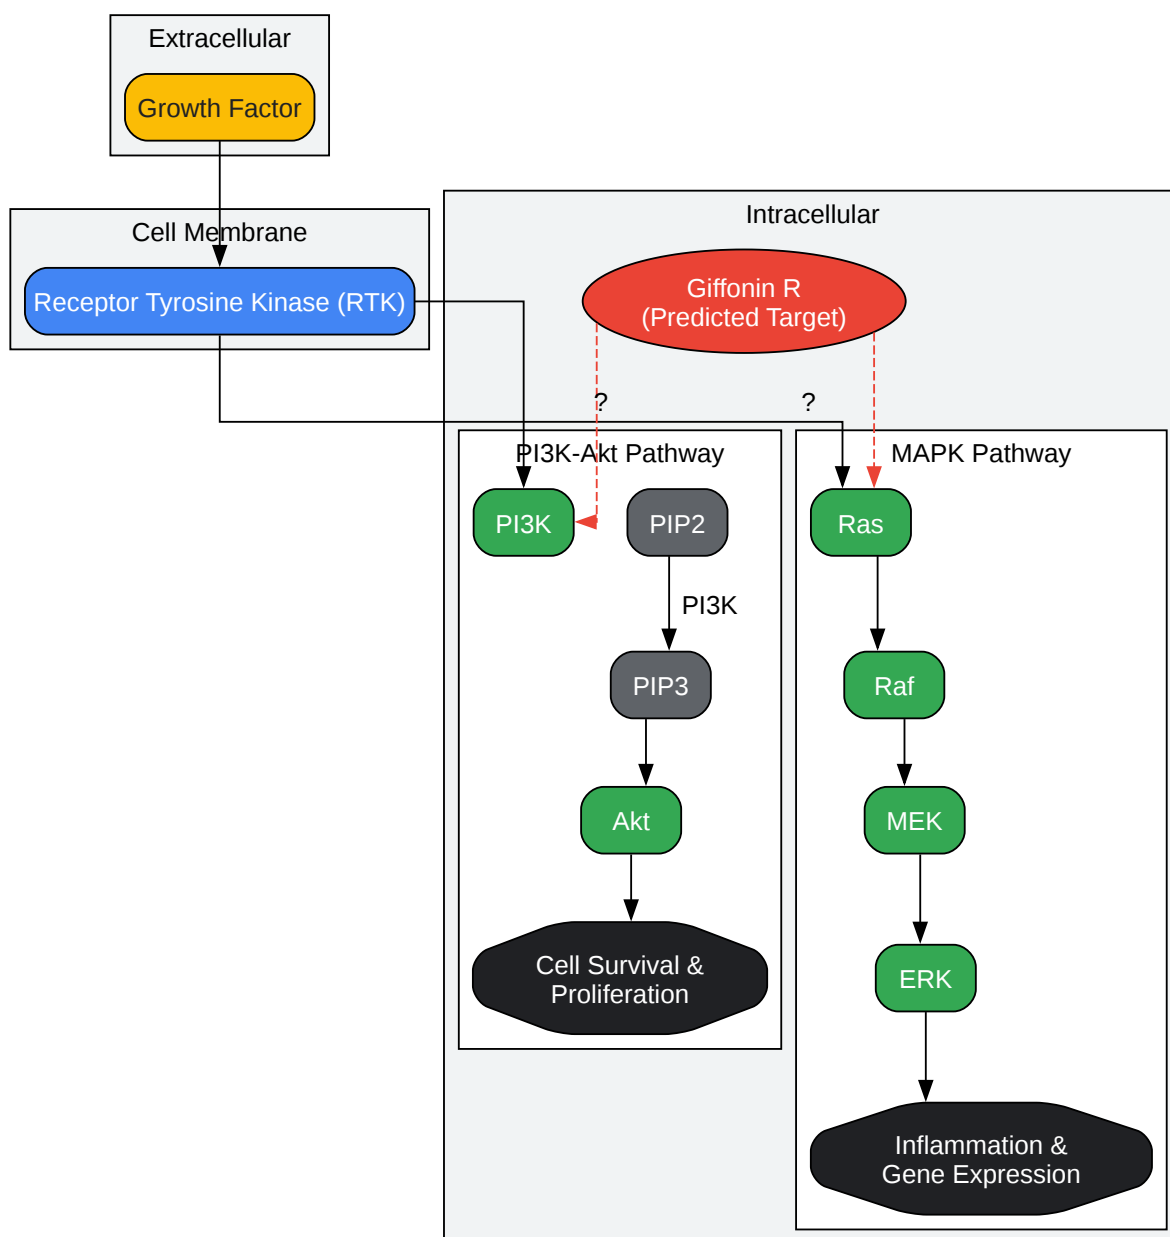 Extracellular
Growth Factor
Cell Membrane
Receptor Tyrosine Kinase (RTK)
Intracellular
Giffonin R
(Predicted Target)
?
?
PI3K-Akt Pathway
PI3K
PIP2
PI3K
PIP3
Akt
Cell Survival &
Proliferation
MAPK Pathway
Ras
Raf
MEK
ERK
Inflammation &
Gene Expression